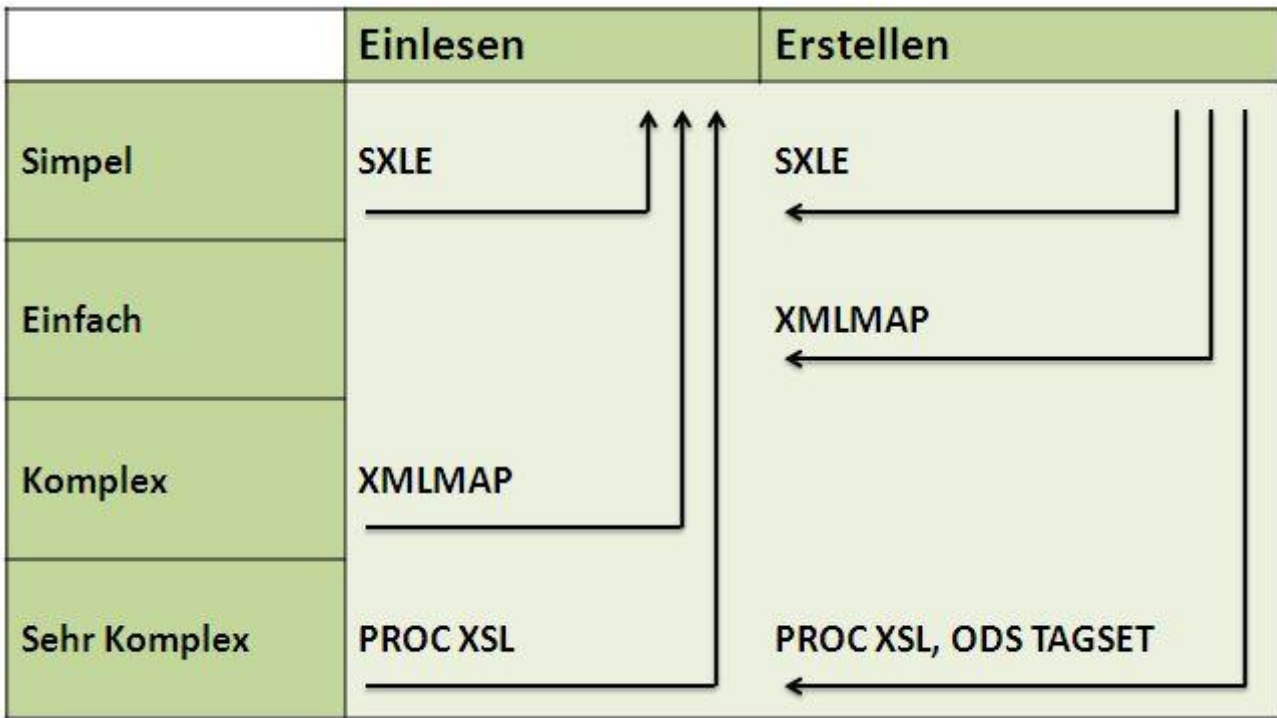 Einlesen Erstellen
Simpel SXLE SXLE
Einfach XMLMAP
Komplex XMLMAP
Sehr Komplex PROC XSL PROC XSL, ODS TAGSET